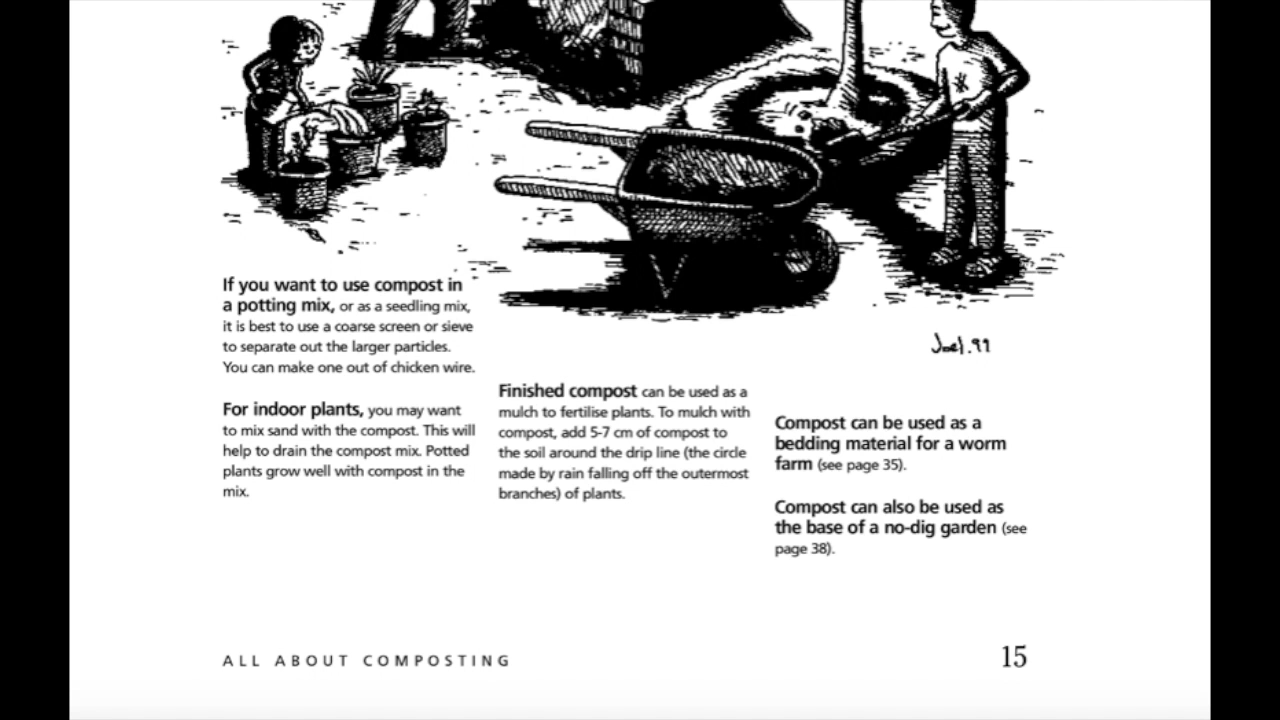 If you want to use compost in
a potting mix, or as a seedling mix,
it is best to use a coarse screen or sieve
to separate out the larger particles.
You can make one out of chicken wire.
For indoor plants, you may want
to mix sand with the compost. This will
help to drain the compost mix. Potted
plants grow well with compost in the
mix.
Joel.99
Finished compost can be used as a
mulch to fertilise plants. To mulch with
compost, add 5-7 cm of compost to
the soil around the drip line (the circle
made by rain falling off the outermost
branches) of plants.
Compost can be used as a
bedding material for a worm
farm (see page 35).
Compost can also be used as
the base of a no-dig garden (see
page 38).
ALL ABOUT COMPOSTING
15